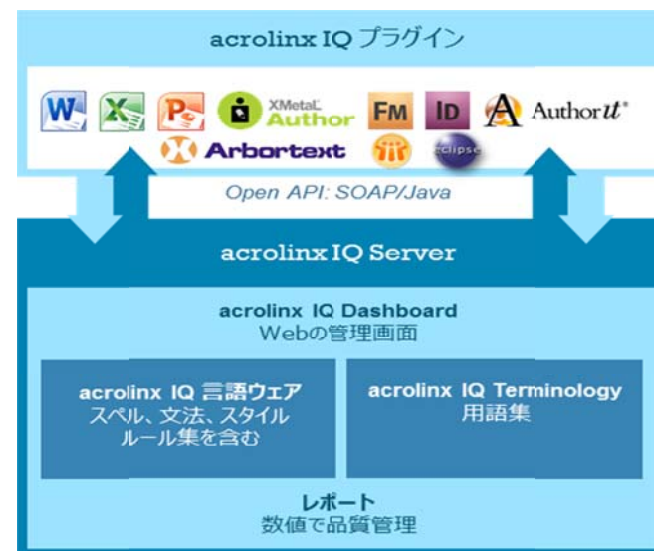 acrolinx IQ プラグイン
W X P XMetaL Author FM ID A Authorit®
Arbortext eclipse
Open API: SOAP/Java
acrolinx IQ Server
acrolinx IQ Dashboard
Webの管理画面
acrolinx IQ 言語ウェア
スペル、文法、スタイル
ルール集を含む
acrolinx IQ Terminology
用語集
レポート
数値で品質管理